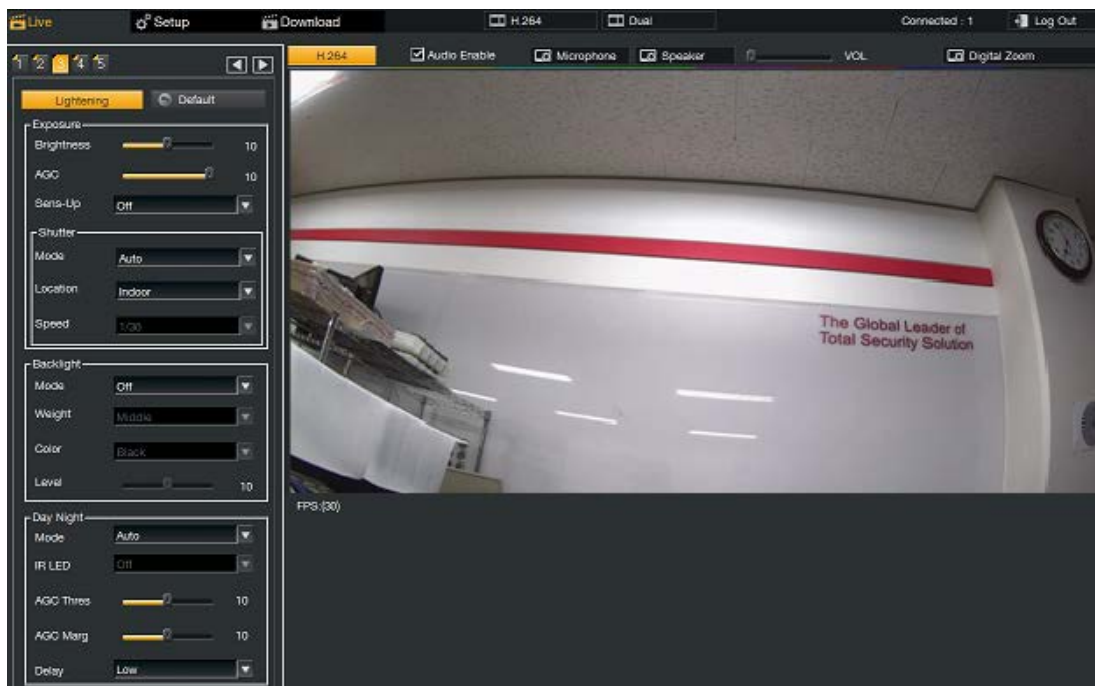 Live
Setup
Download
H.264
Dual
Connected : 1
Log Out
1 2 3 4 5
H.264
Audio Enable
Microphone
Speaker
VOL.
Digital Zoom
Lightening
Default
Exposure
Brightness 10
AGC 10
Sens-Up Off
Shutter
Mode Auto
Location Indoor
Speed 1/30
Backlight
Mode Off
Weight Middle
Color Black
Level 10
Day Night
Mode Auto
IR LED Off
AGC Thres 10
AGC Marg 10
Delay Low
The Global Leader of
Total Security Solution
FPS:(30)